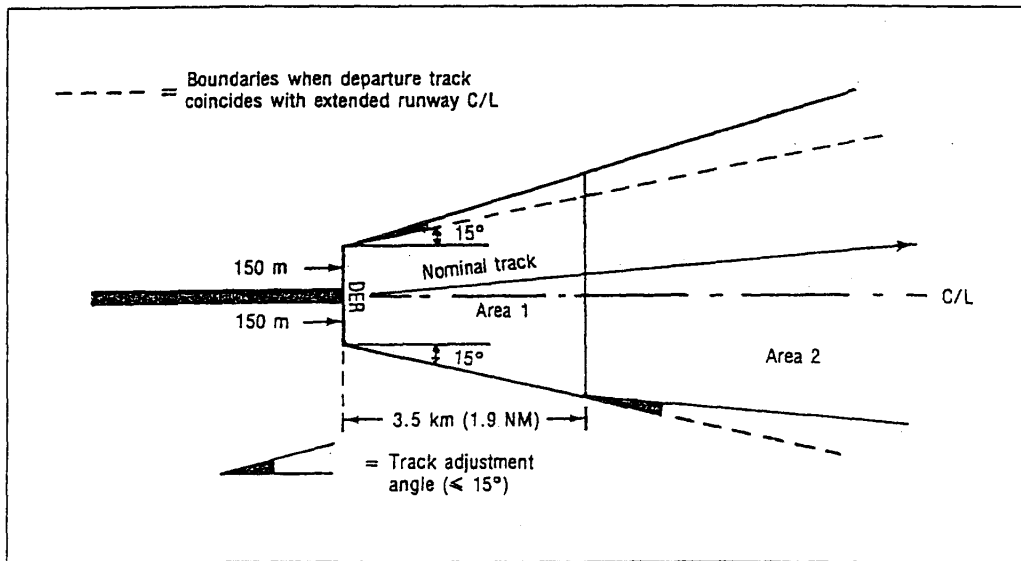 = Boundaries when departure track
coincides with extended runway C/L
15°
150 m
Nominal track
DER
C/L
Area 1
150 m
15°
Area 2
3.5 km (1.9 NM)
= Track adjustment
angle (≤ 15°)